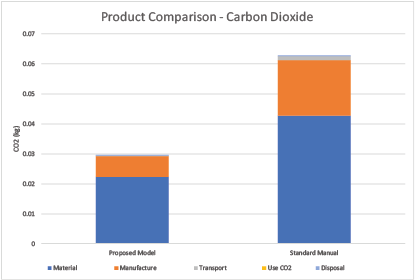 Product Comparison - Carbon Dioxide
0.07
0.06
0.05
0.04
0.03
0.02
0.01
0
CO2 (kg)
Proposed Model Standard Manual
Material Manufacture Transport Use CO2 Disposal